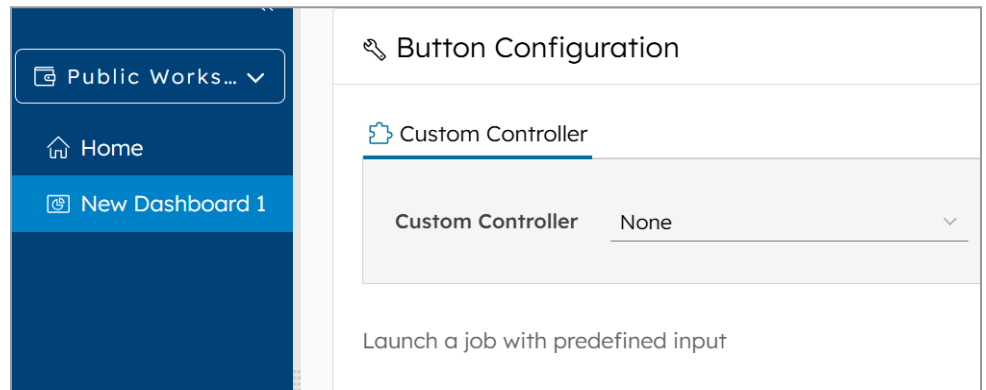 Public Works…
Home
New Dashboard 1
Button Configuration
Custom Controller
Custom Controller None
Launch a job with predefined input